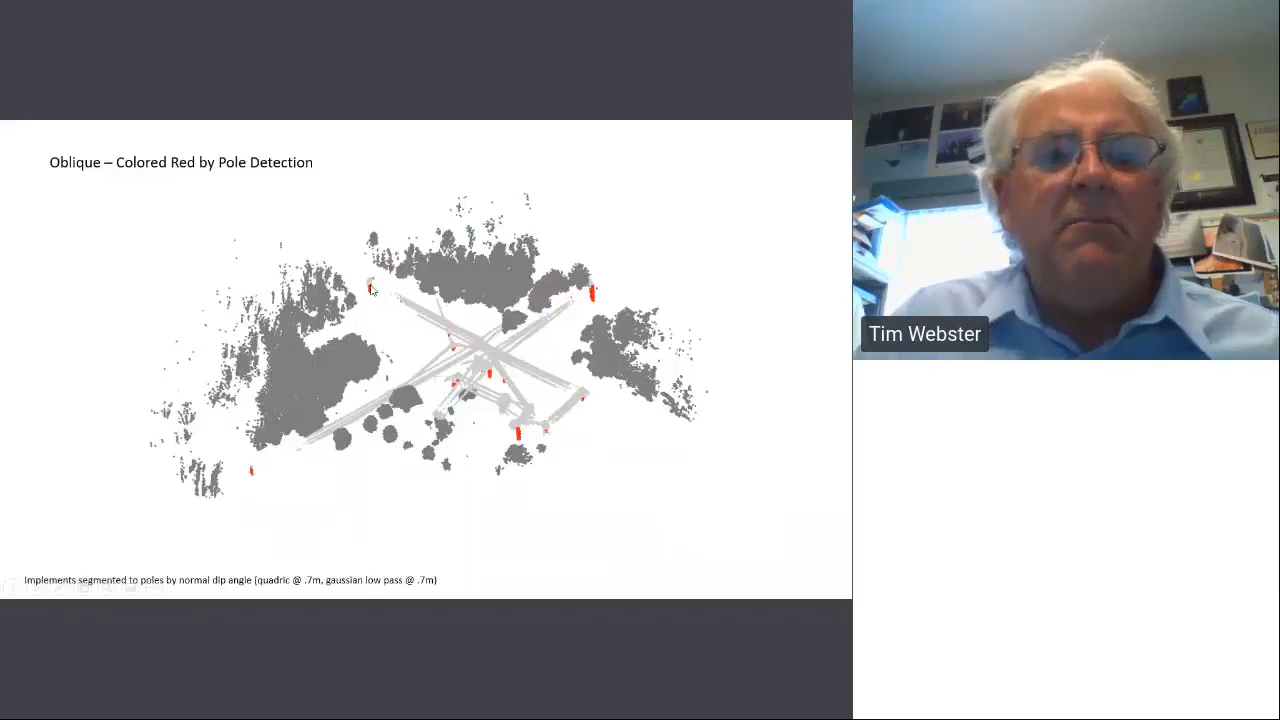 Oblique – Colored Red by Pole Detection
Tim Webster
Implements segmented to poles by normal dip angle (quadric @ .7m, gaussian low pass @ .7m)